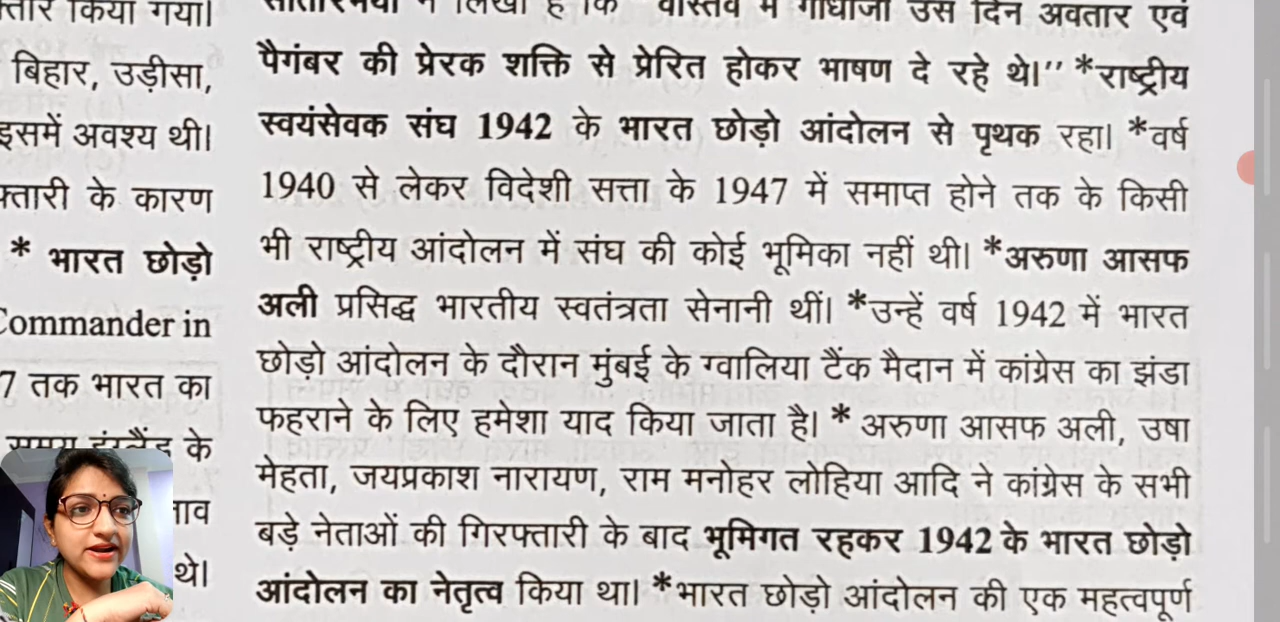 गिरफ्तार किया गया।
बिहार, उड़ीसा,
इसमें अवश्य थी।
के कारण
* भारत छोड़ो
Commander in
7 तक भारत का
के
थे।
ने लिखा है कि "वास्तव में गांधीजी उस दिन अवतार एवं
पैगंबर की प्रेरक शक्ति से प्रेरित होकर भाषण दे रहे थे।" *राष्ट्रीय
स्वयंसेवक संघ 1942 के भारत छोड़ो आंदोलन से पृथक रहा। *वर्ष
1940 से लेकर विदेशी सत्ता के 1947 में समाप्त होने तक के किसी
भी राष्ट्रीय आंदोलन में संघ की कोई भूमिका नहीं थी। *अरुणा आसफ
अली प्रसिद्ध भारतीय स्वतंत्रता सेनानी थीं। *उन्हें वर्ष 1942 में भारत
छोड़ो आंदोलन के दौरान मुंबई के ग्वालिया टैंक मैदान में कांग्रेस का झंडा
फहराने के लिए हमेशा याद किया जाता है। * अरुणा आसफ अली, उषा
मेहता, जयप्रकाश नारायण, राम मनोहर लोहिया आदि ने कांग्रेस के सभी
बड़े नेताओं की गिरफ्तारी के बाद भूमिगत रहकर 1942 के भारत छोड़ो
आंदोलन का नेतृत्व किया था। *भारत छोड़ो आंदोलन की एक महत्वपूर्ण